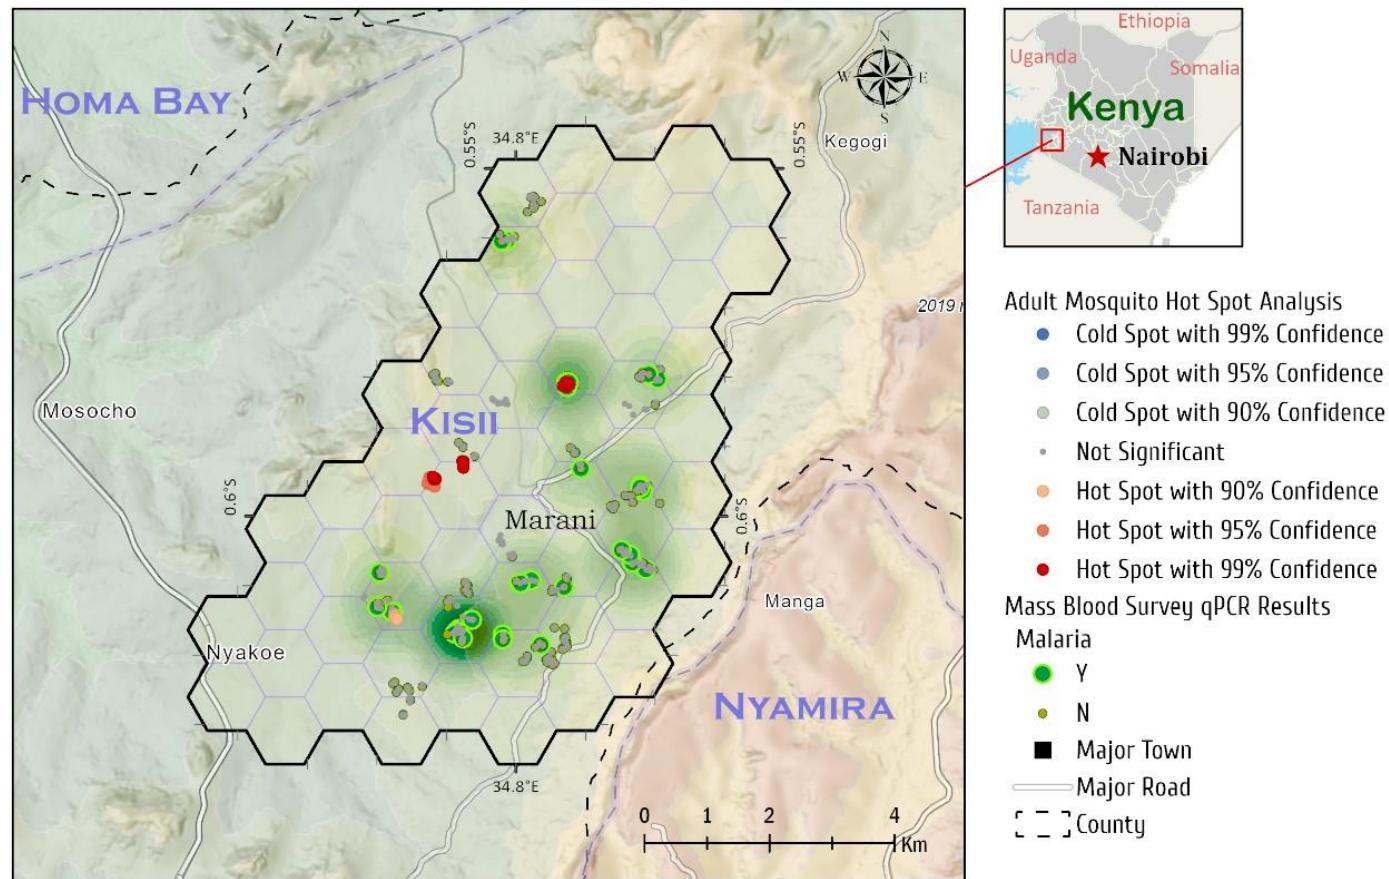 HOMA BAY
N
W
E
S
0.55°S
34.8°E
0.55°S
Kegogi
2019
Mosocho
KISII
0.6°S
Marani
0.6°S
Manga
Nyakoe
NYAMIRA
34.8°E
0 1 2 4
Km
Ethiopia
Uganda
Somalia
Kenya
Nairobi
Tanzania
Adult Mosquito Hot Spot Analysis
Cold Spot with 99% Confidence
Cold Spot with 95% Confidence
Cold Spot with 90% Confidence
Not Significant
Hot Spot with 90% Confidence
Hot Spot with 95% Confidence
Hot Spot with 99% Confidence
Mass Blood Survey qPCR Results
Malaria
Y
N
Major Town
Major Road
County